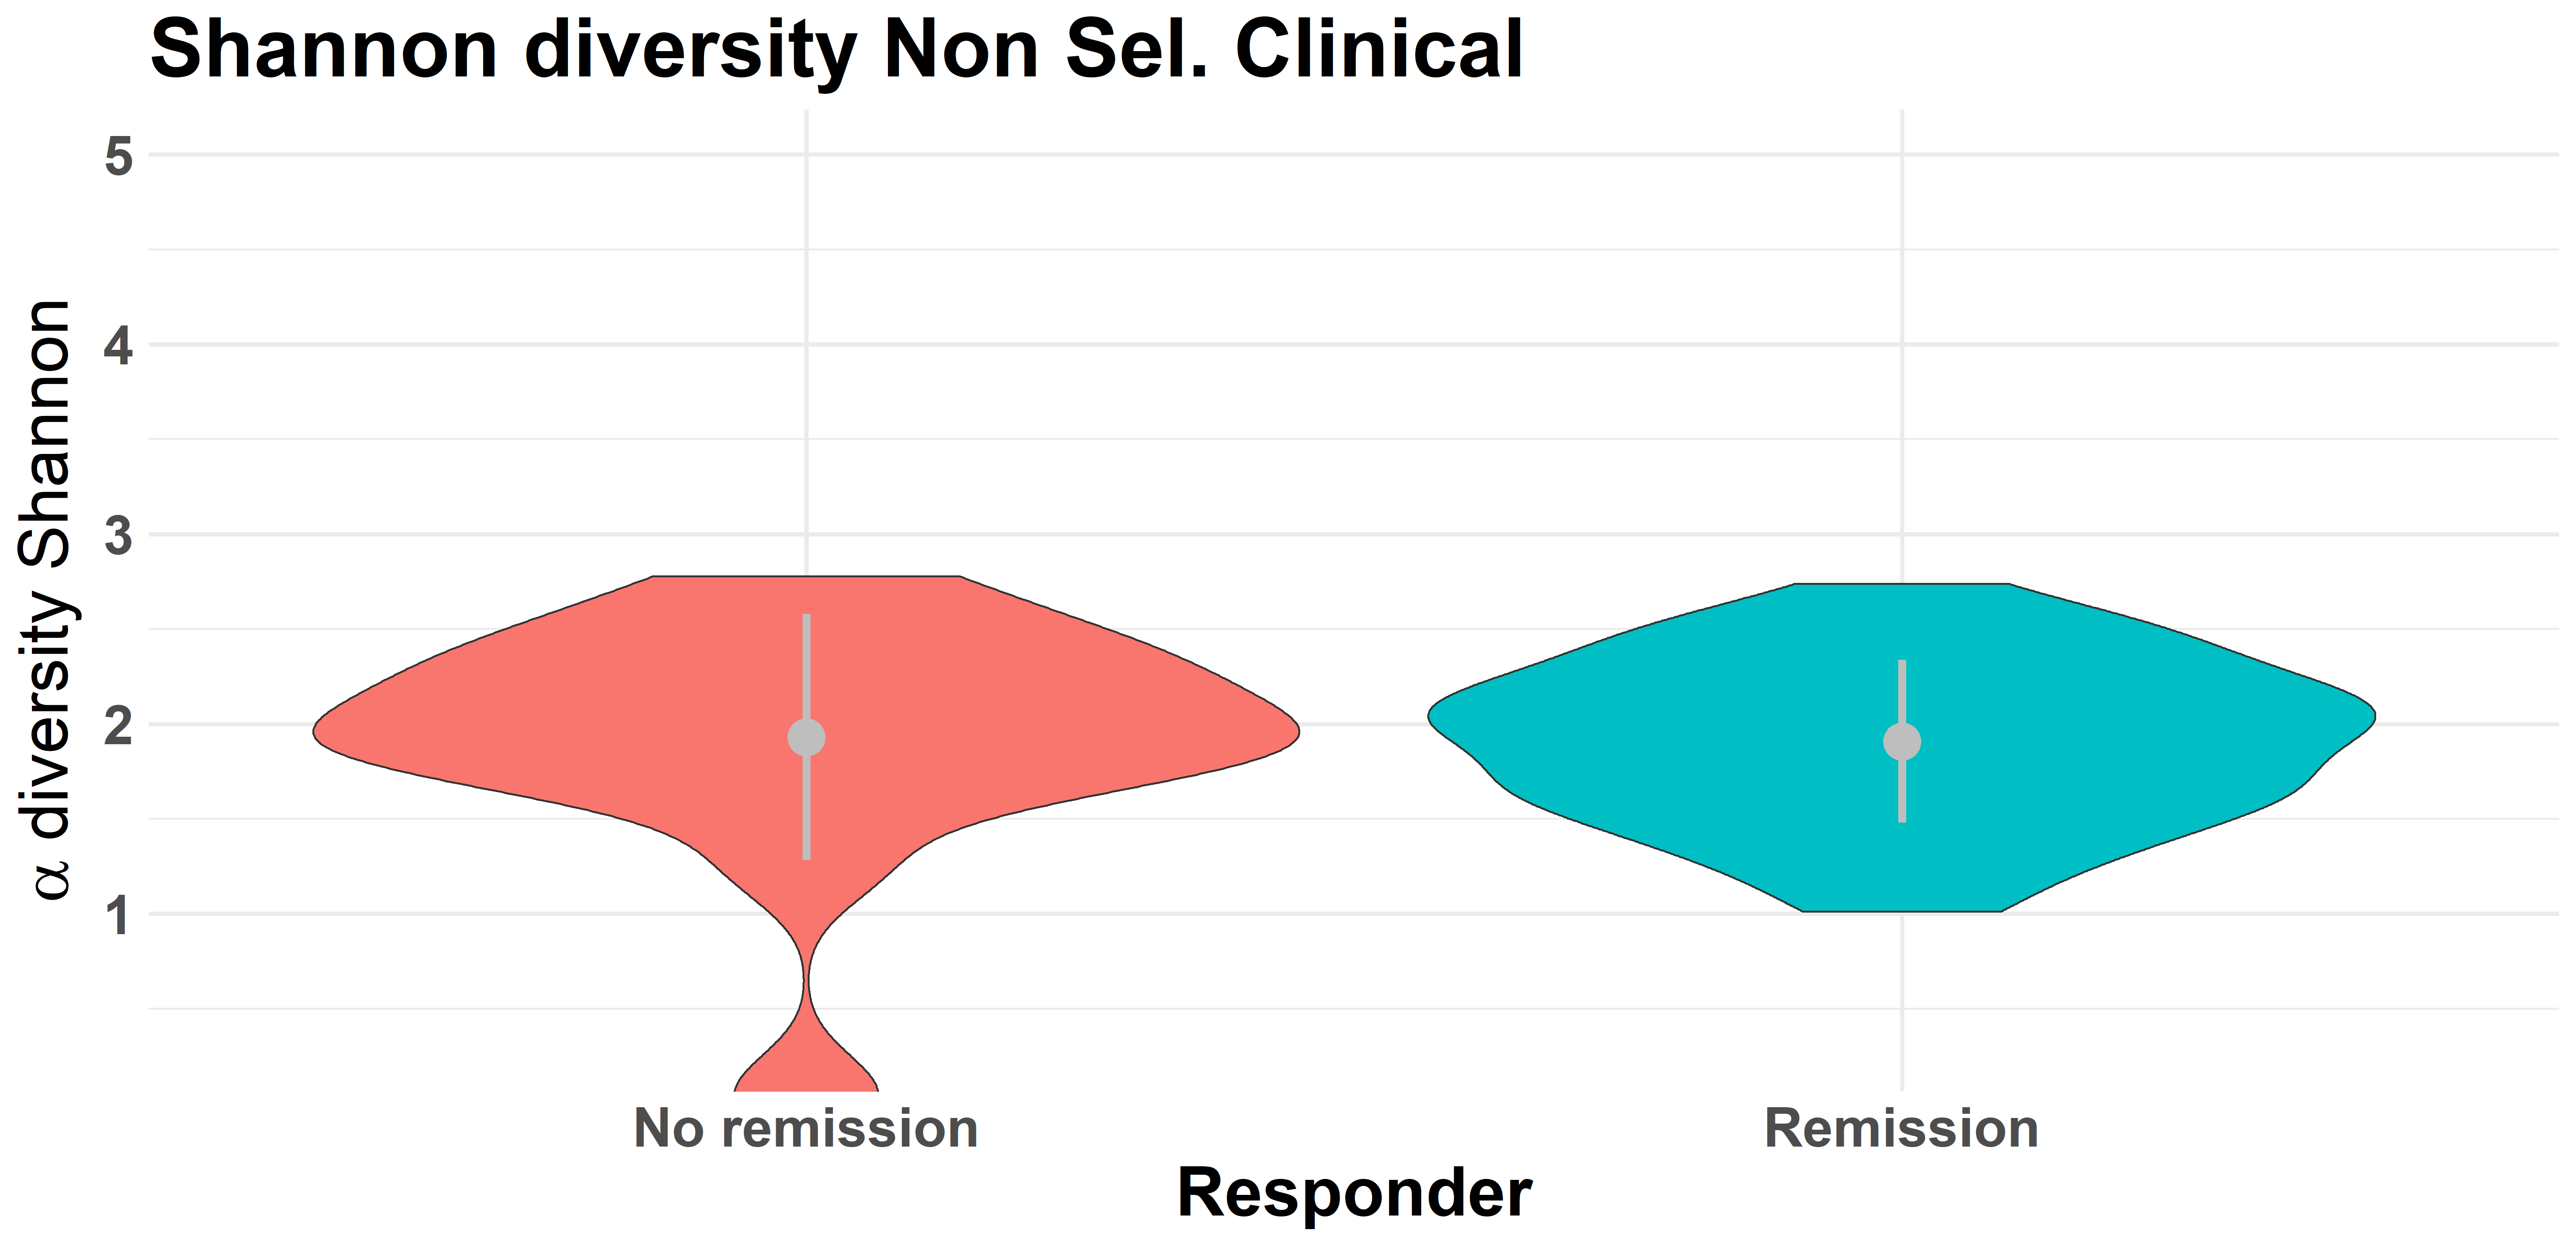 Shannon diversity Non Sel. Clinical
α diversity Shannon
5
4
3
2
1
No remission
Remission
Responder